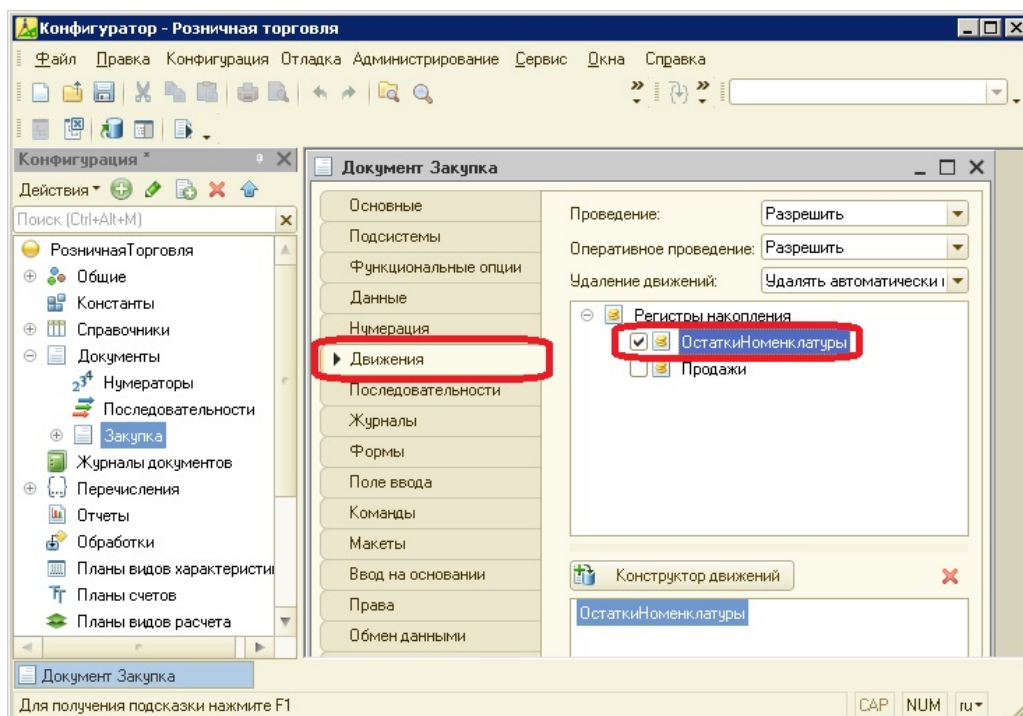 Конфигуратор - Розничная торговля
Файл Правка Конфигурация Отладка Администрирование Сервис Окна Справка
Конфигурация *
Действия
Поиск (Ctrl+Alt+M)
РозничнаяТорговля
Общие
Константы
Справочники
Документы
Нумераторы
Последовательности
Закупка
Журналы документов
Перечисления
Отчеты
Обработки
Планы видов характеристи
Планы счетов
Планы видов расчета
Документ Закупка
Основные
Подсистемы
Функциональные опции
Данные
Нумерация
Движения
Последовательности
Журналы
Формы
Поле ввода
Команды
Макеты
Ввод на основании
Права
Обмен данными
Проведение: Разрешить
Оперативное проведение: Разрешить
Удаление движений: Удалять автоматически
Регистры накопления
ОстаткиНоменклатуры
Продажи
Конструктор движений
ОстаткиНоменклатуры
Документ Закупка
Для получения подсказки нажмите F1 CAP NUM ru